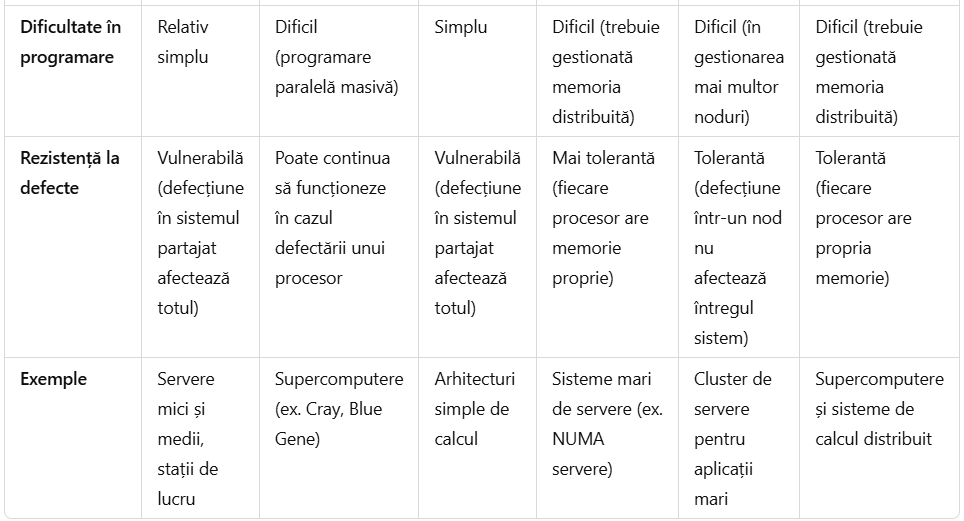 Dificultate în programare | Relativ simplu | Dificil (programare paralelă masivă) | Simplu | Dificil (trebuie gestionată memoria distribuită) | Dificil (în gestionarea mai multor noduri) | Dificil (trebuie gestionată memoria distribuită)
Rezistență la defecte | Vulnerabilă (defecțiune în sistemul partajat afectează totul) | Poate continua să funcționeze în cazul defectării unui procesor | Vulnerabilă (defecțiune în sistemul partajat afectează totul) | Mai tolerantă (fiecare procesor are memorie proprie) | Tolerantă (defecțiune într-un nod nu afectează întregul sistem) | Tolerantă (fiecare procesor are propria memorie)
Exemple | Servere mici și medii, stații de lucru | Supercomputere (ex. Cray, Blue Gene) | Arhitecturi simple de calcul | Sisteme mari de servere (ex. NUMA servere) | Cluster de servere pentru aplicații mari | Supercomputere și sisteme de calcul distribuit